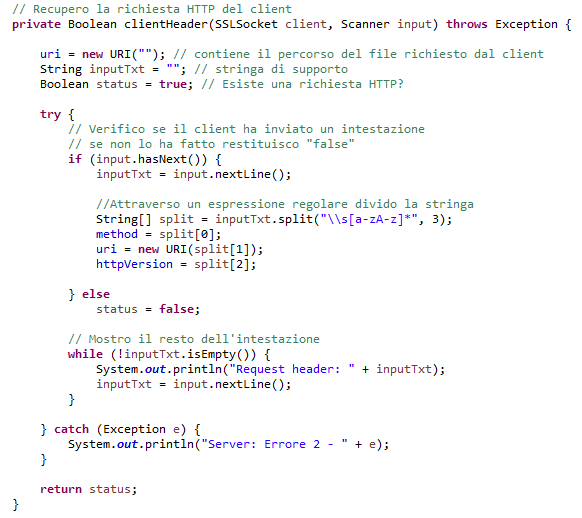 // Recupero la richiesta HTTP del client
private Boolean clientHeader(SSLSocket client, Scanner input) throws Exception {
uri = new URI(""); // contiene il percorso del file richiesto dal client
String inputTxt = ""; // stringa di supporto
Boolean status = true; // Esiste una richiesta HTTP?
try {
// Verifico se il client ha inviato un intestazione
// se non lo ha fatto restituisco "false"
if (input.hasNext()) {
inputTxt = input.nextLine();
//Attraverso un espressione regolare divido la stringa
String[] split = inputTxt.split("\\s[a-zA-z]*", 3);
method = split[0];
uri = new URI(split[1]);
httpVersion = split[2];
} else
status = false;
// Mostro il resto dell'intestazione
while (!inputTxt.isEmpty()) {
System.out.println("Request header: " + inputTxt);
inputTxt = input.nextLine();
}
} catch (Exception e) {
System.out.println("Server: Errore 2 - " + e);
}
return status;
}